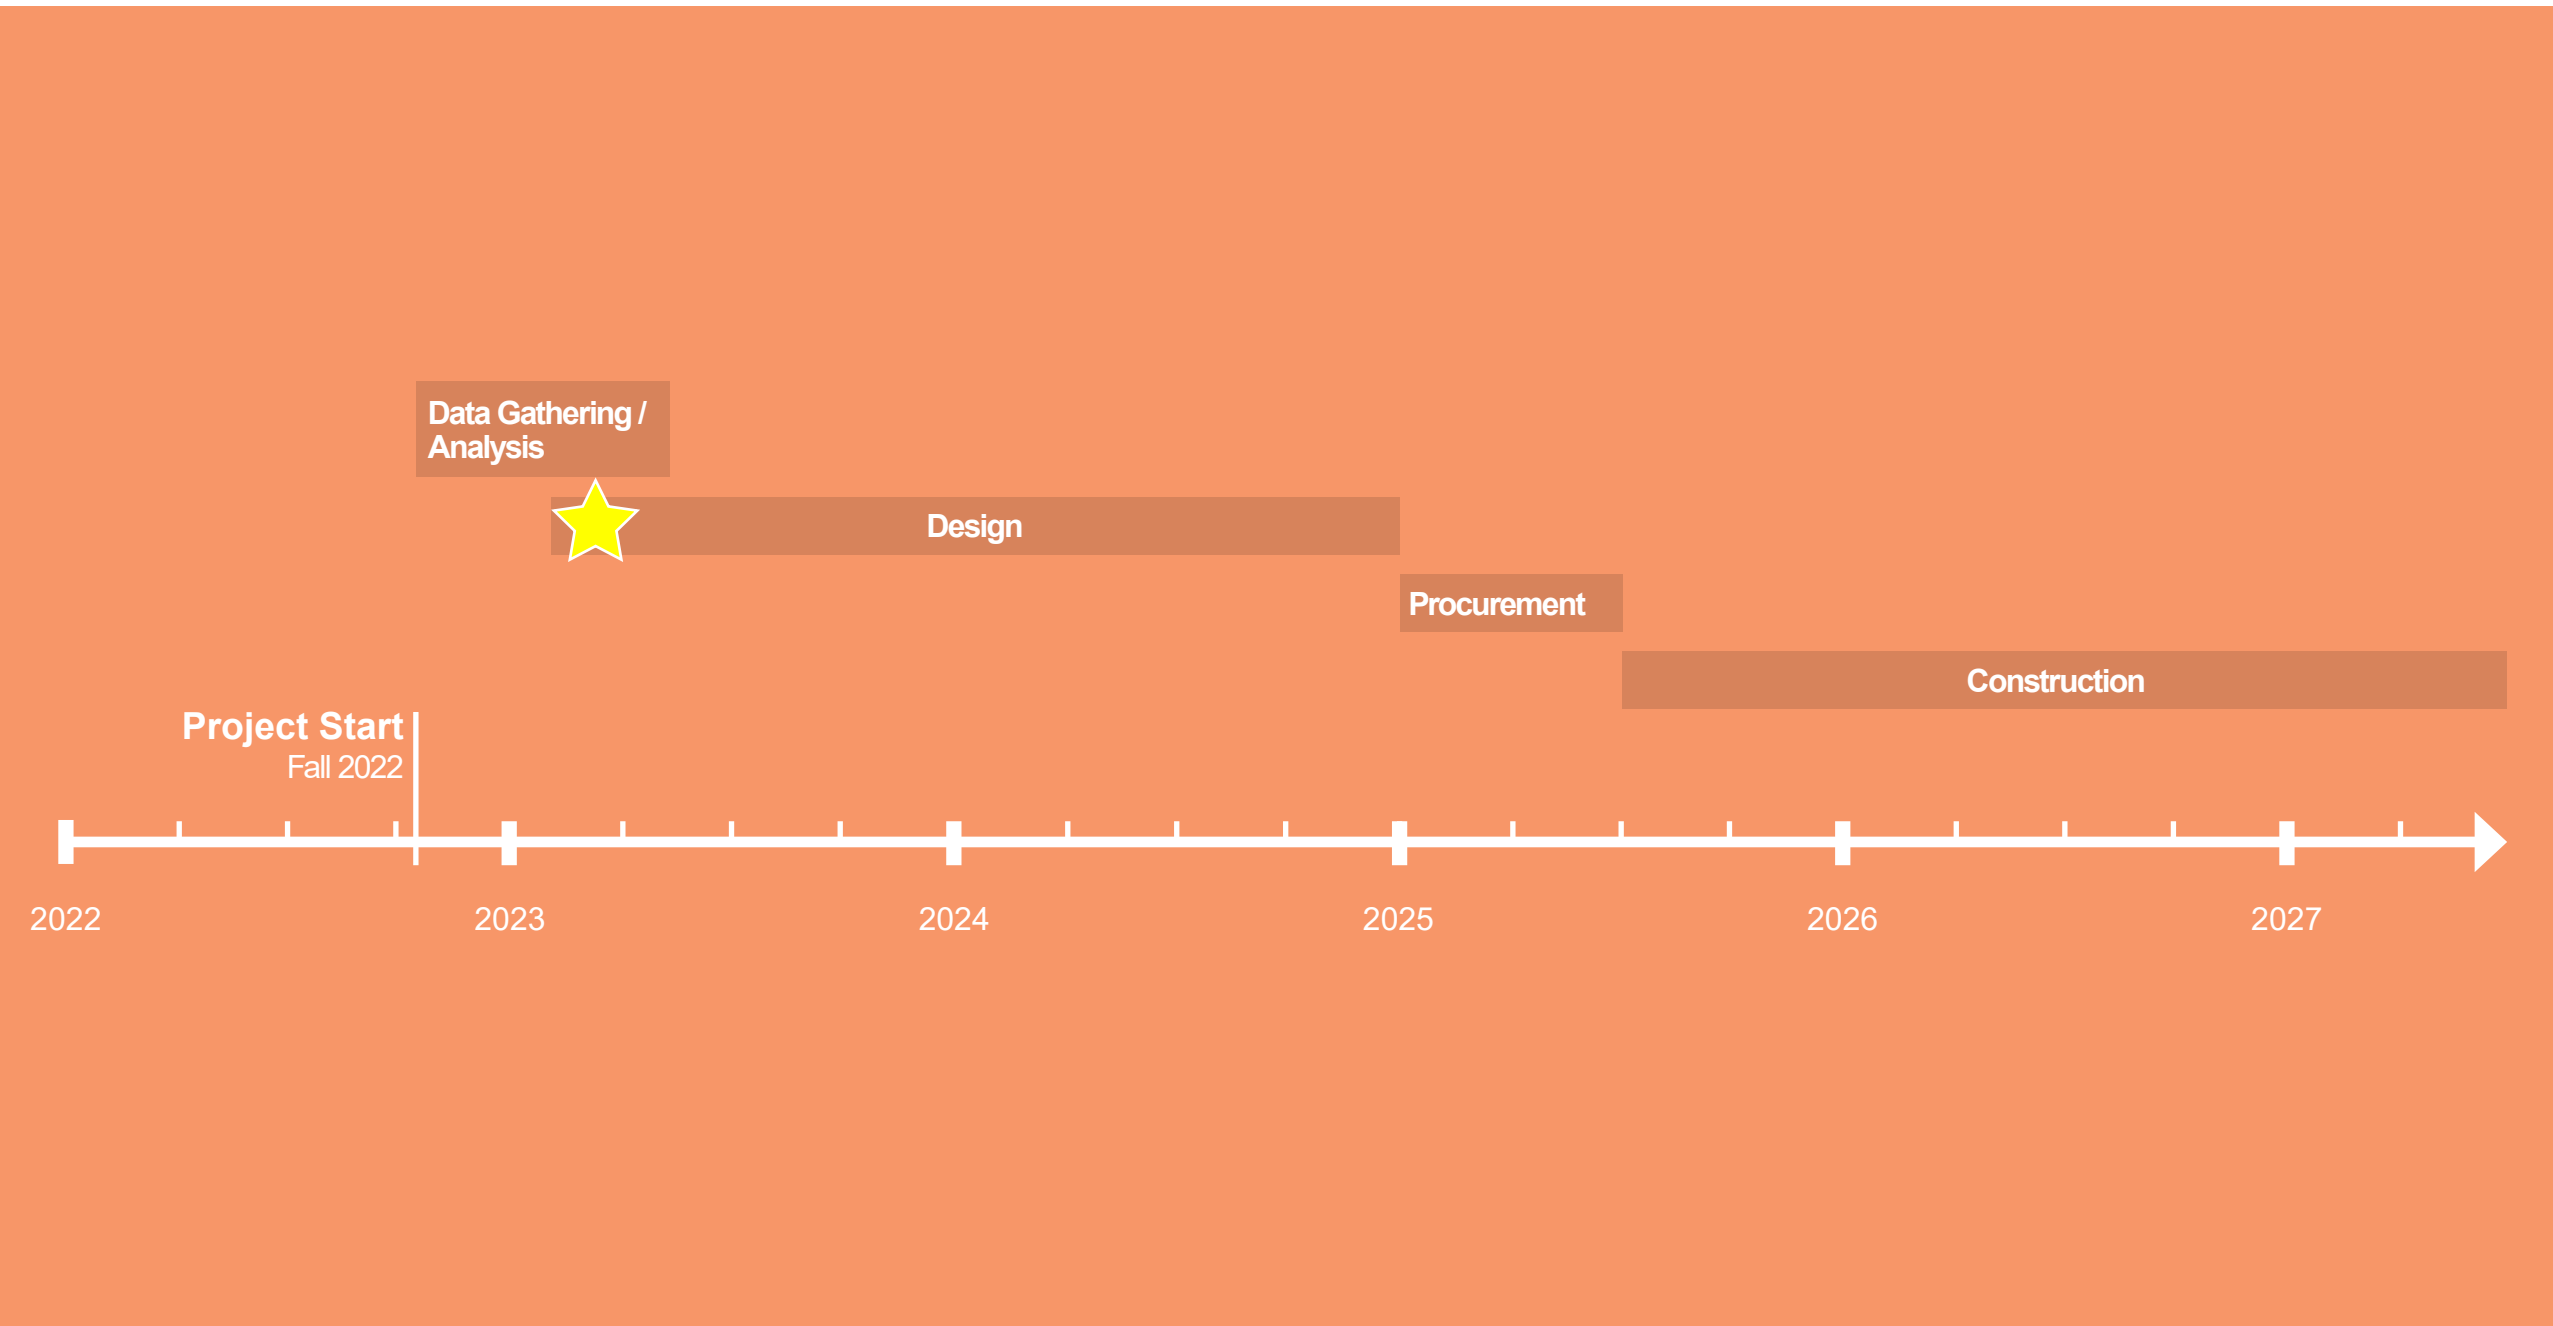 Data Gathering /
Analysis
Design
Procurement
Construction
Project Start
Fall 2022
2022
2023
2024
2025
2026
2027